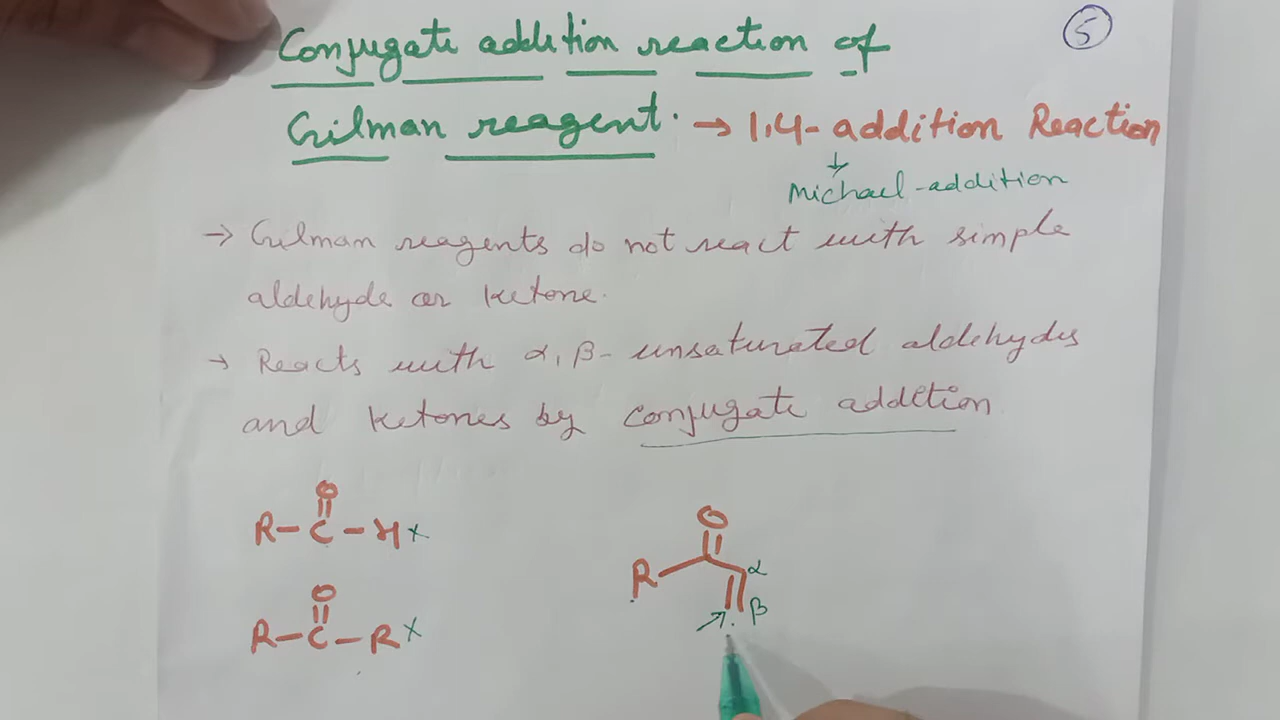 Conjugate addition reaction of
5
Gilman reagent. → 1,4-addition Reaction
↓
Michael-addition
→ Gilman reagents do not react with simple
aldehyde or ketone.
→ Reacts with α,β-unsaturated aldehydes
and ketones by conjugate addition
O
R-C-H x
O
R-C-R x
O
R
α
β